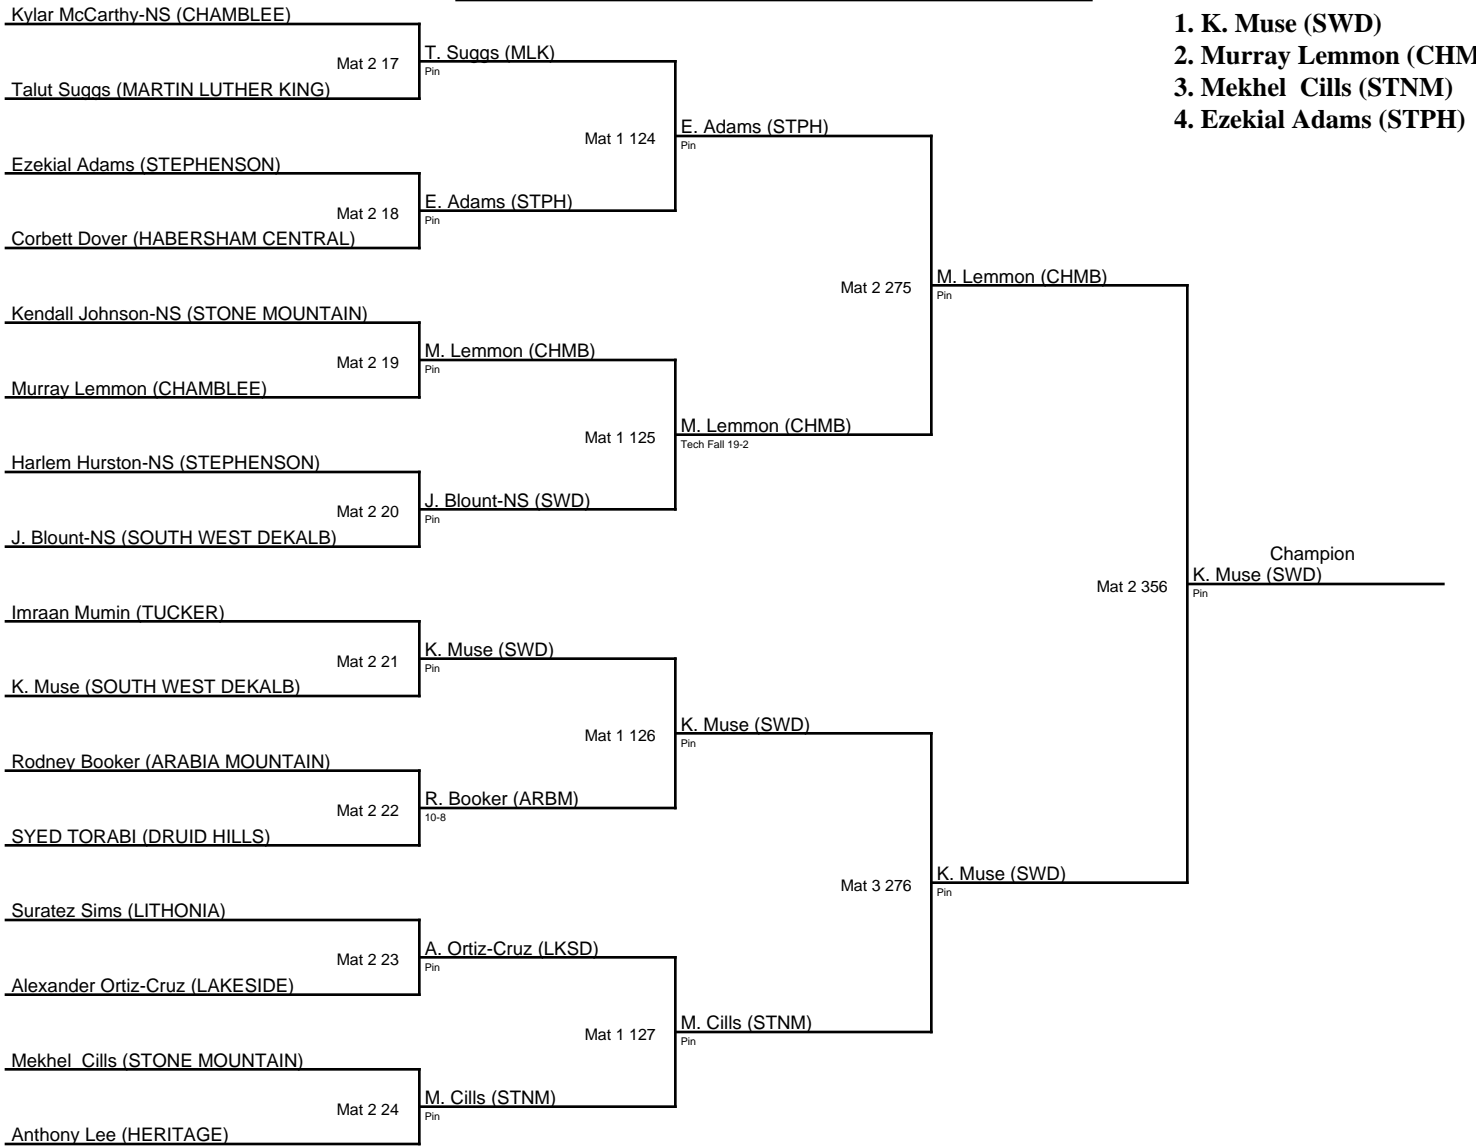 Kylar McCarthy-NS (CHAMBLEE)
Mat 2 17
T. Suggs (MLK)
Pin
Talut Suggs (MARTIN LUTHER KING)
Mat 1 124
E. Adams (STPH)
Pin
Ezekial Adams (STEPHENSON)
Mat 2 18
E. Adams (STPH)
Pin
Corbett Dover (HABERSHAM CENTRAL)
Mat 2 275
M. Lemmon (CHMB)
Pin
Kendall Johnson-NS (STONE MOUNTAIN)
Mat 2 19
M. Lemmon (CHMB)
Pin
Murray Lemmon (CHAMBLEE)
Mat 1 125
M. Lemmon (CHMB)
Tech Fall 19-2
Harlem Hurston-NS (STEPHENSON)
Mat 2 20
J. Blount-NS (SWD)
Pin
J. Blount-NS (SOUTH WEST DEKALB)
Mat 2 356
Champion
K. Muse (SWD)
Pin
Imraan Mumin (TUCKER)
Mat 2 21
K. Muse (SWD)
Pin
K. Muse (SOUTH WEST DEKALB)
Mat 1 126
K. Muse (SWD)
Pin
Rodney Booker (ARABIA MOUNTAIN)
Mat 2 22
R. Booker (ARBM)
10-8
SYED TORABI (DRUID HILLS)
Mat 3 276
K. Muse (SWD)
Pin
Suratez Sims (LITHONIA)
Mat 2 23
A. Ortiz-Cruz (LKSD)
Pin
Alexander Ortiz-Cruz (LAKESIDE)
Mat 1 127
M. Cills (STNM)
Pin
Mekhel  Cills (STONE MOUNTAIN)
Mat 2 24
M. Cills (STNM)
Pin
Anthony Lee (HERITAGE)
1. K. Muse (SWD)
2. Murray Lemmon (CHM
3. Mekhel  Cills (STNM)
4. Ezekial Adams (STPH)